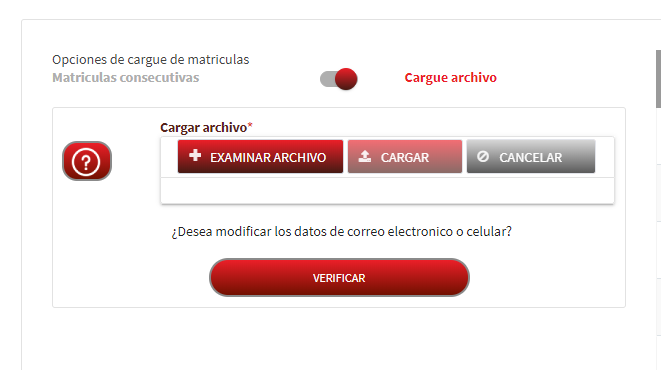 Opciones de cargue de matriculas
Matriculas consecutivas
Cargue archivo
Cargar archivo*
EXAMINAR ARCHIVO
CARGAR
CANCELAR
?
¿Desea modificar los datos de correo electronico o celular?
VERIFICAR